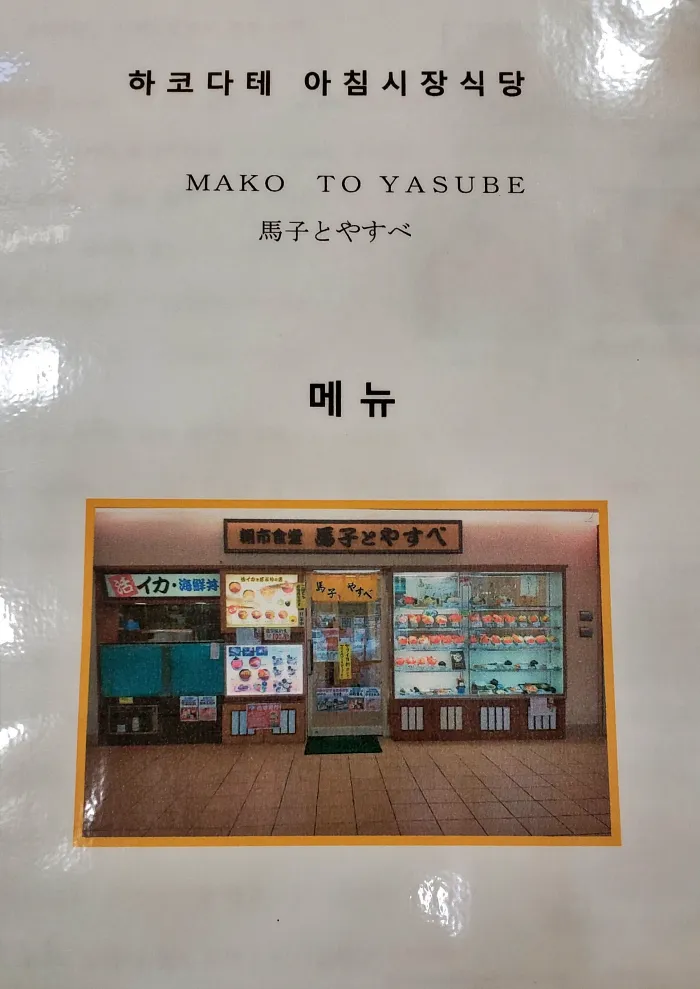 하코다테 아침시장식당
MAKO TO YASUBE
馬子とやすべ
메뉴
朝市食堂 馬子とやすべ
活イカ・海鮮丼
馬子とやすべ